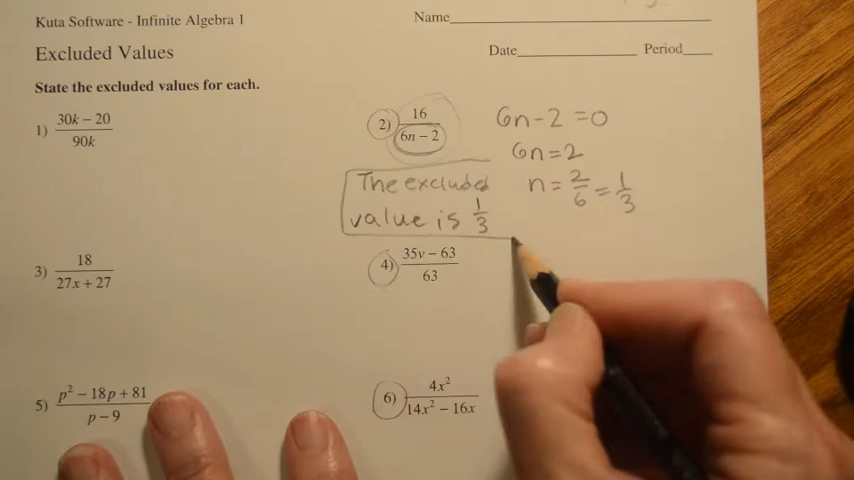 Kuta Software - Infinite Algebra 1
Name
Excluded Values
Date Period
State the excluded values for each.
1) 30k − 20
90k
2) 16
6n − 2
6n - 2 = 0
6n = 2
n = 2/6 = 1/3
The excluded
value is 1/3
3) 18
27x + 27
4) 35v − 63
63
5) p² − 18p + 81
p − 9
6) 4x²
14x² − 16x